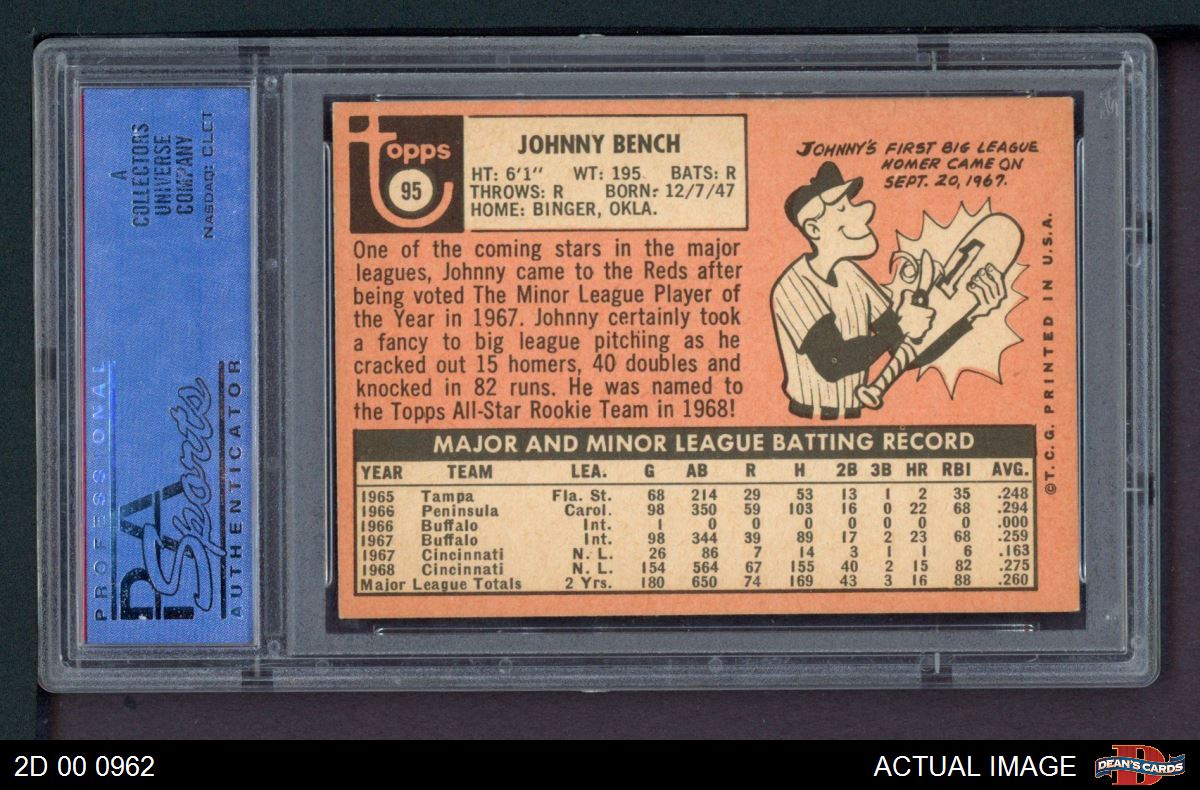 A
COLLECTORS
UNIVERSE
COMPANY
NASDAQ: CLCT
PROFESSIONAL
PSA
Sports
AUTHENTICATOR
topps
95
JOHNNY BENCH
HT: 6'1" WT: 195 BATS: R
THROWS: R BORN: 12/7/47
HOME: BINGER, OKLA.
One of the coming stars in the major
leagues, Johnny came to the Reds after
being voted The Minor League Player of
the Year in 1967. Johnny certainly took
a fancy to big league pitching as he
cracked out 15 homers, 40 doubles and
knocked in 82 runs. He was named to
the Topps All-Star Rookie Team in 1968!
JOHNNY'S FIRST BIG LEAGUE
HOMER CAME ON
SEPT. 20, 1967.
1
MAJOR AND MINOR LEAGUE BATTING RECORD
YEAR TEAM LEA. G AB R H 2B 3B HR RBI AVG.
1965 Tampa Fla. St. 68 214 29 53 13 1 2 35 .248
1966 Peninsula Carol. 98 350 59 103 16 0 22 68 .294
1966 Buffalo Int. 1 0 0 0 0 0 0 0 .000
1967 Buffalo Int. 98 344 39 89 17 2 23 68 .259
1967 Cincinnati N. L. 26 86 7 14 3 1 1 6 .163
1968 Cincinnati N. L. 154 564 67 155 40 2 15 82 .275
Major League Totals 2 Yrs. 180 650 74 169 43 3 16 88 .260
©T. C. G. PRINTED IN U.S.A.
2D 00 0962
ACTUAL IMAGE
DEAN'S CARDS